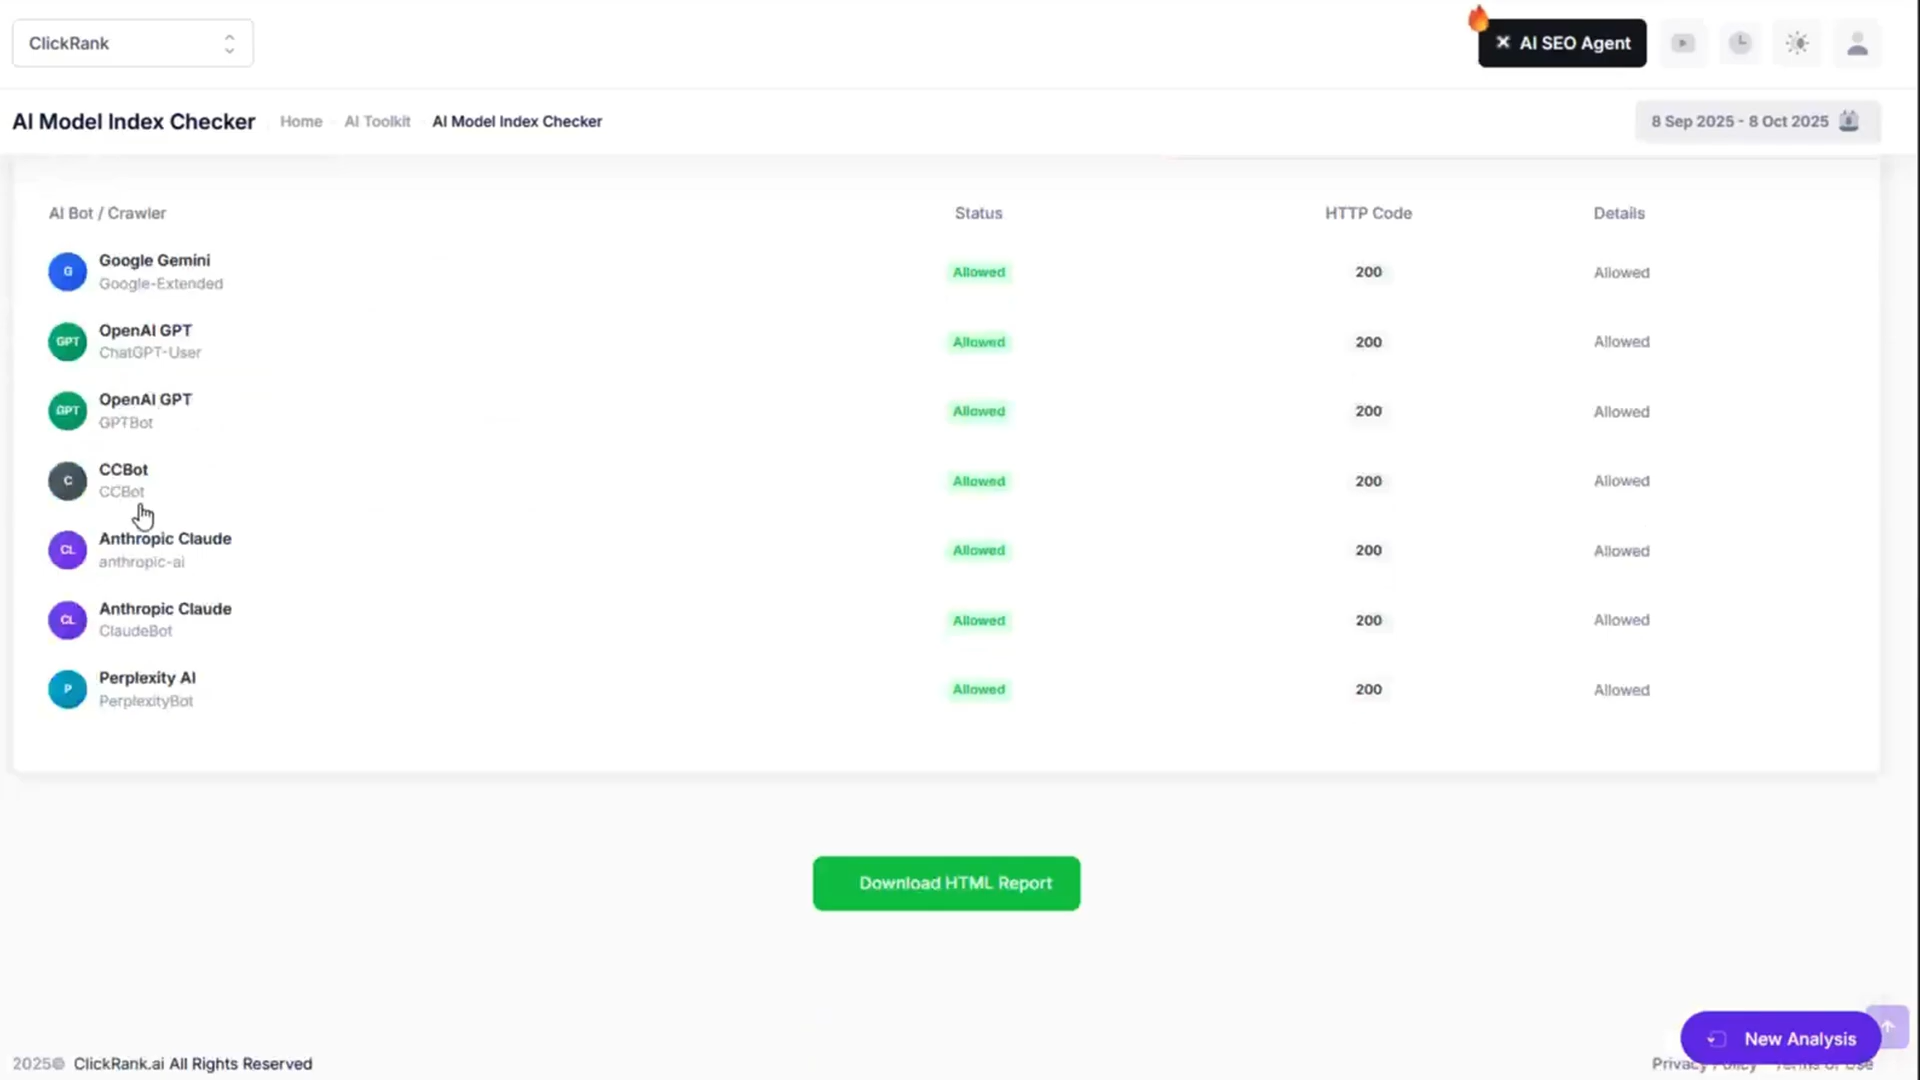 ClickRank
AI SEO Agent
AI Model Index Checker Home AI Toolkit AI Model Index Checker
8 Sep 2025 - 8 Oct 2025
AI Bot / Crawler Status HTTP Code Details
G Google Gemini
Google-Extended
Allowed 200 Allowed
GPT OpenAI GPT
ChatGPT-User
Allowed 200 Allowed
GPT OpenAI GPT
GPTBot
Allowed 200 Allowed
C CCBot
CCBot
Allowed 200 Allowed
CL Anthropic Claude
anthropic-ai
Allowed 200 Allowed
CL Anthropic Claude
ClaudeBot
Allowed 200 Allowed
P Perplexity AI
PerplexityBot
Allowed 200 Allowed
Download HTML Report
New Analysis
2025© ClickRank.ai All Rights Reserved
Privacy Policy Terms of Use